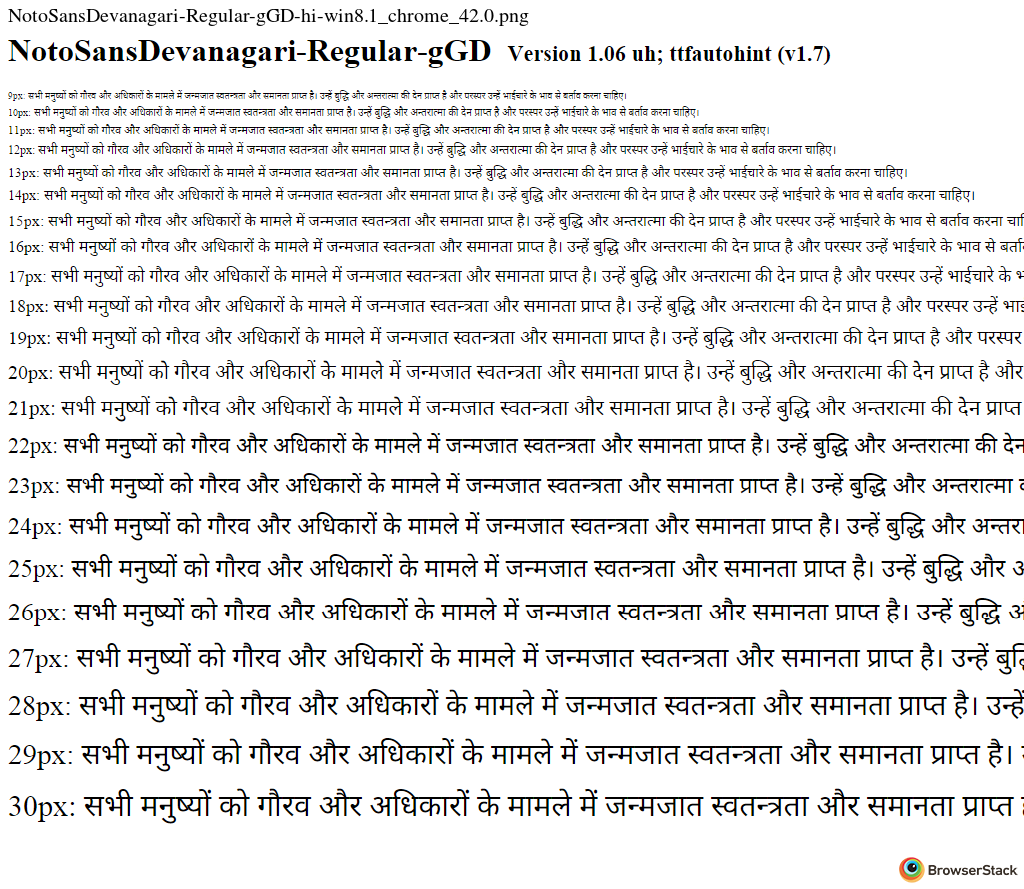 NotoSansDevanagari-Regular-gGD-hi-win8.1_chrome_42.0.png
NotoSansDevanagari-Regular-gGD Version 1.06 uh; ttfautohint (v1.7)
9px: सभी मनुष्यों को गौरव और अधिकारों के मामले में जन्मजात स्वतन्त्रता और समानता प्राप्त है। उन्हें बुद्धि और अन्तरात्मा की देन प्राप्त है और परस्पर उन्हें भाईचारे के भाव से बर्ताव करना चाहिए।
10px: सभी मनुष्यों को गौरव और अधिकारों के मामले में जन्मजात स्वतन्त्रता और समानता प्राप्त है। उन्हें बुद्धि और अन्तरात्मा की देन प्राप्त है और परस्पर उन्हें भाईचारे के भाव से बर्ताव करना चाहिए।
11px: सभी मनुष्यों को गौरव और अधिकारों के मामले में जन्मजात स्वतन्त्रता और समानता प्राप्त है। उन्हें बुद्धि और अन्तरात्मा की देन प्राप्त है और परस्पर उन्हें भाईचारे के भाव से बर्ताव करना चाहिए।
12px: सभी मनुष्यों को गौरव और अधिकारों के मामले में जन्मजात स्वतन्त्रता और समानता प्राप्त है। उन्हें बुद्धि और अन्तरात्मा की देन प्राप्त है और परस्पर उन्हें भाईचारे के भाव से बर्ताव करना चाहिए।
13px: सभी मनुष्यों को गौरव और अधिकारों के मामले में जन्मजात स्वतन्त्रता और समानता प्राप्त है। उन्हें बुद्धि और अन्तरात्मा की देन प्राप्त है और परस्पर उन्हें भाईचारे के भाव से बर्ताव करना चाहिए।
14px: सभी मनुष्यों को गौरव और अधिकारों के मामले में जन्मजात स्वतन्त्रता और समानता प्राप्त है। उन्हें बुद्धि और अन्तरात्मा की देन प्राप्त है और परस्पर उन्हें भाईचारे के भाव से बर्ताव करना चाहिए।
15px: सभी मनुष्यों को गौरव और अधिकारों के मामले में जन्मजात स्वतन्त्रता और समानता प्राप्त है। उन्हें बुद्धि और अन्तरात्मा की देन प्राप्त है और परस्पर उन्हें भाईचारे के भाव से बर्ताव करना
16px: सभी मनुष्यों को गौरव और अधिकारों के मामले में जन्मजात स्वतन्त्रता और समानता प्राप्त है। उन्हें बुद्धि और अन्तरात्मा की देन प्राप्त है और परस्पर उन्हें भाईचारे के भाव से
17px: सभी मनुष्यों को गौरव और अधिकारों के मामले में जन्मजात स्वतन्त्रता और समानता प्राप्त है। उन्हें बुद्धि और अन्तरात्मा की देन प्राप्त है और परस्पर उन्हें भाईचारे के
18px: सभी मनुष्यों को गौरव और अधिकारों के मामले में जन्मजात स्वतन्त्रता और समानता प्राप्त है। उन्हें बुद्धि और अन्तरात्मा की देन प्राप्त है और परस्पर उन्हें
19px: सभी मनुष्यों को गौरव और अधिकारों के मामले में जन्मजात स्वतन्त्रता और समानता प्राप्त है। उन्हें बुद्धि और अन्तरात्मा की देन प्राप्त है और परस्पर
20px: सभी मनुष्यों को गौरव और अधिकारों के मामले में जन्मजात स्वतन्त्रता और समानता प्राप्त है। उन्हें बुद्धि और अन्तरात्मा की देन प्राप्त है और
21px: सभी मनुष्यों को गौरव और अधिकारों के मामले में जन्मजात स्वतन्त्रता और समानता प्राप्त है। उन्हें बुद्धि और अन्तरात्मा की देन प्राप्त
22px: सभी मनुष्यों को गौरव और अधिकारों के मामले में जन्मजात स्वतन्त्रता और समानता प्राप्त है। उन्हें बुद्धि और अन्तरात्मा की देन
23px: सभी मनुष्यों को गौरव और अधिकारों के मामले में जन्मजात स्वतन्त्रता और समानता प्राप्त है। उन्हें बुद्धि और अन्तरात्मा
24px: सभी मनुष्यों को गौरव और अधिकारों के मामले में जन्मजात स्वतन्त्रता और समानता प्राप्त है। उन्हें बुद्धि और अन्तरा
25px: सभी मनुष्यों को गौरव और अधिकारों के मामले में जन्मजात स्वतन्त्रता और समानता प्राप्त है। उन्हें बुद्धि और
26px: सभी मनुष्यों को गौरव और अधिकारों के मामले में जन्मजात स्वतन्त्रता और समानता प्राप्त है। उन्हें बुद्धि
27px: सभी मनुष्यों को गौरव और अधिकारों के मामले में जन्मजात स्वतन्त्रता और समानता प्राप्त है। उन्हें
28px: सभी मनुष्यों को गौरव और अधिकारों के मामले में जन्मजात स्वतन्त्रता और समानता प्राप्त है। उन्हें
29px: सभी मनुष्यों को गौरव और अधिकारों के मामले में जन्मजात स्वतन्त्रता और समानता प्राप्त है।
30px: सभी मनुष्यों को गौरव और अधिकारों के मामले में जन्मजात स्वतन्त्रता और समानता प्राप्त
BrowserStack